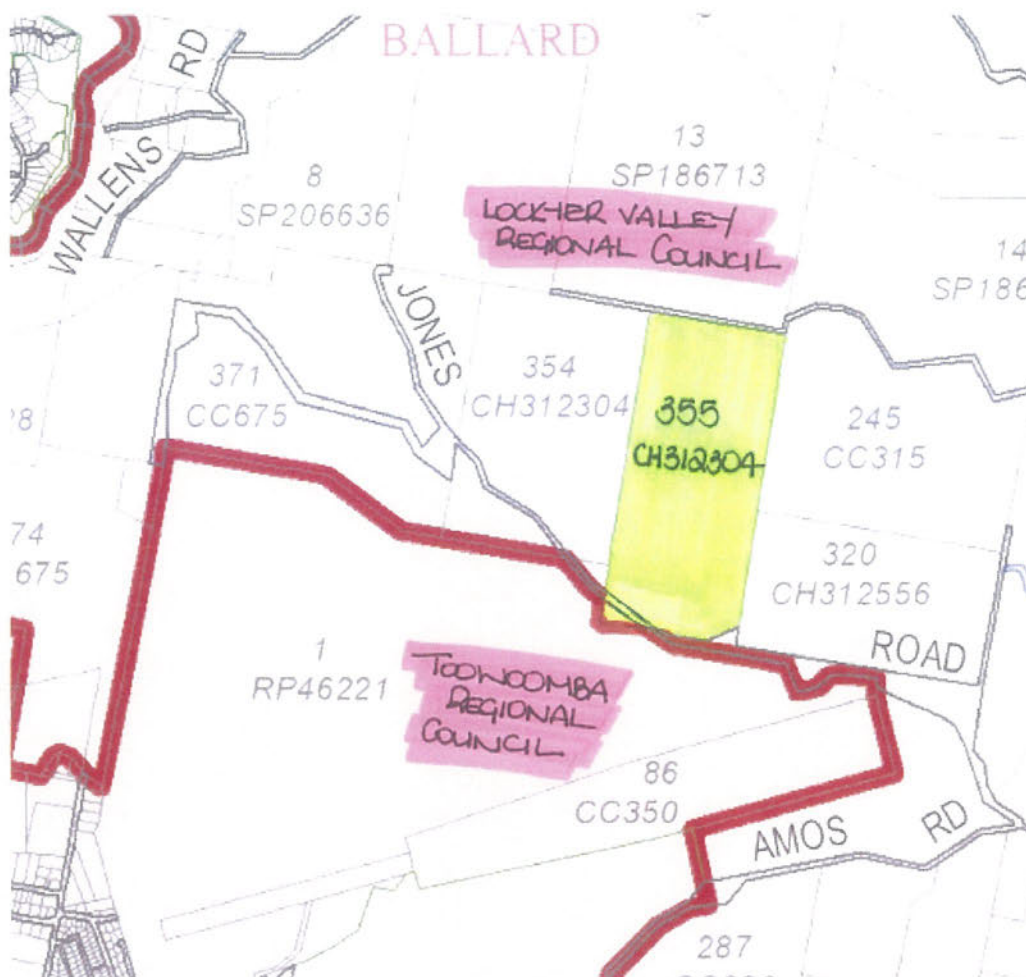 BALLARD
RD
WALLENS
8
SP206636
13
SP186713
LOCKYER VALLEY
REGIONAL COUNCIL
14
SP186
JONES
371
CC675
354
CH312304
355
CH312304
245
CC315
28
74
675
320
CH312556
ROAD
1
RP46221
TOOWOOMBA
REGIONAL
COUNCIL
86
CC350
AMOS RD
287